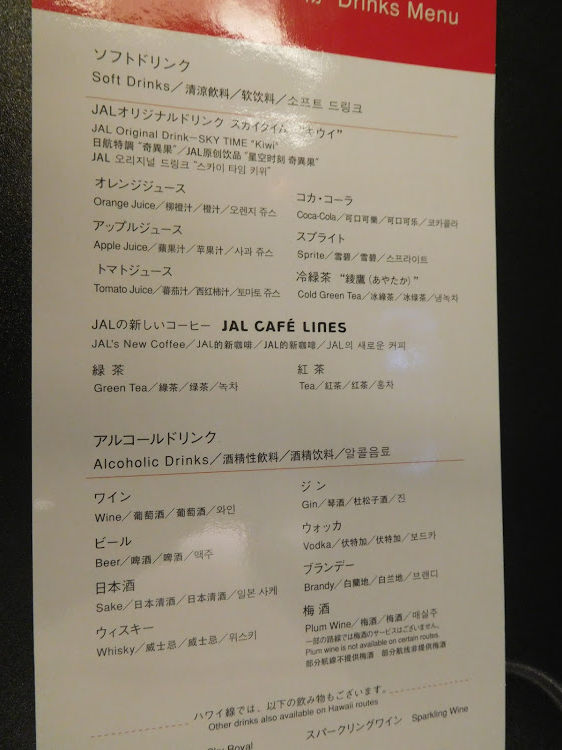 Drinks Menu
ソフトドリンク
Soft Drinks／清涼飲料／软饮料／소프트 드링크
JALオリジナルドリンク スカイタイム “キウイ”
JAL Original Drink－SKY TIME “Kiwi”
日航特調 “奇異果”／JAL原创饮品 “星空时刻 奇异果”
JAL 오리지널 드링크 “스카이 타임 키위”
オレンジジュース
Orange Juice／柳橙汁／橙汁／오렌지 쥬스
アップルジュース
Apple Juice／蘋果汁／苹果汁／사과 쥬스
トマトジュース
Tomato Juice／蕃茄汁／西红柿汁／토마토 쥬스
コカ・コーラ
Coca-Cola／可口可樂／可口可乐／코카콜라
スプライト
Sprite／雪碧／雪碧／스프라이트
冷緑茶 “綾鷹（あやたか）”
Cold Green Tea／冰綠茶／冰绿茶／냉녹차
JALの新しいコーヒー JAL CAFÉ LINES
JAL's New Coffee／JAL的新咖啡／JAL的新咖啡／JAL의 새로운 커피
緑茶
Green Tea／綠茶／绿茶／녹차
紅茶
Tea／紅茶／红茶／홍차
アルコールドリンク
Alcoholic Drinks／酒精性飲料／酒精饮料／알콜음료
ワイン
Wine／葡萄酒／葡萄酒／와인
ビール
Beer／啤酒／啤酒／맥주
日本酒
Sake／日本清酒／日本清酒／일본 사케
ウィスキー
Whisky／威士忌／威士忌／위스키
ジン
Gin／琴酒／杜松子酒／진
ウォッカ
Vodka／伏特加／伏特加／보드카
ブランデー
Brandy／白蘭地／白兰地／브랜디
梅酒
Plum Wine／梅酒／梅酒／매실주
一部の路線では梅酒のサービスはございません。
Plum wine is not available on certain routes.
部分航線不提供梅酒 部分航线非提供梅酒
ハワイ線では、以下の飲み物もございます。
Other drinks also available on Hawaii routes
スパークリングワイン Sparkling Wine
Royal